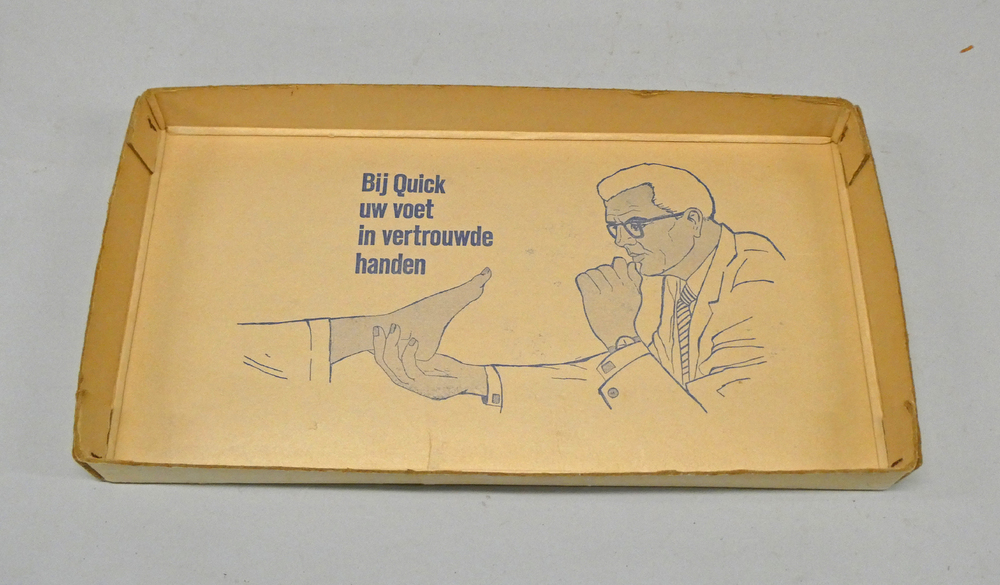 Bij Quick
uw voet
in vertrouwde
handen